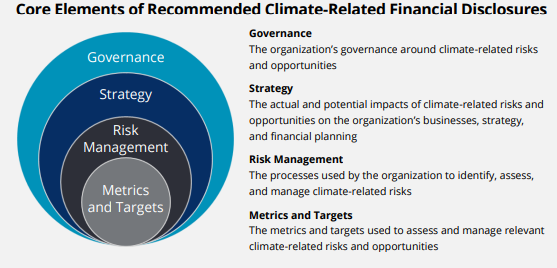 Core Elements of Recommended Climate-Related Financial Disclosures
Governance
Strategy
Risk
Management
Metrics
and Targets
Governance
The organization’s governance around climate-related risks
and opportunities
Strategy
The actual and potential impacts of climate-related risks and
opportunities on the organization’s businesses, strategy,
and financial planning
Risk Management
The processes used by the organization to identify, assess,
and manage climate-related risks
Metrics and Targets
The metrics and targets used to assess and manage relevant
climate-related risks and opportunities